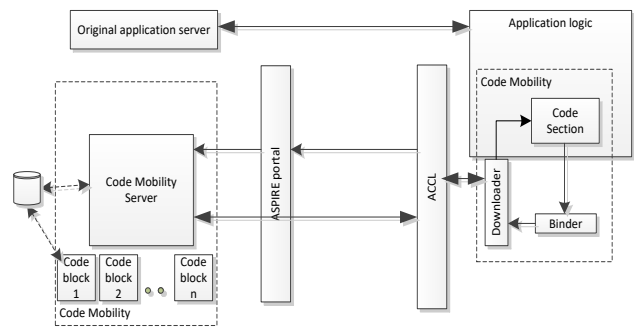 Original application server
Application logic
Code Mobility
Code
Section
Code Mobility
Server
ASPIRE portal
ACCL
Downloader
Binder
Code
block
1
Code
block
2
Code
block
n
Code Mobility